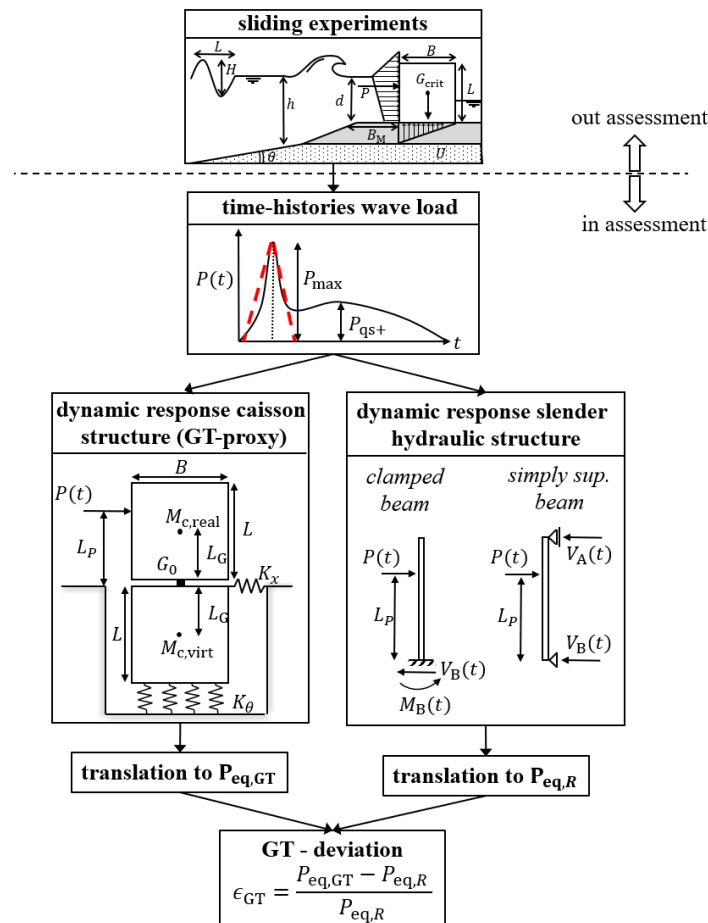 sliding experiments
L
H
h
d
P
B
G_crit
L
B_M
θ
U
out assessment
in assessment
time-histories wave load
P(t)
P_max
P_qs+
t
dynamic response caisson
structure (GT-proxy)
B
P(t)
M_c,real
L
L_P
L_G
G_0
K_x
L
L_G
M_c,virt
K_θ
dynamic response slender
hydraulic structure
clamped
beam
simply sup.
beam
P(t)
L_P
V_B(t)
M_B(t)
P(t)
V_A(t)
L_P
V_B(t)
translation to P_eq,GT
translation to P_eq,R
GT - deviation
ϵ_GT = (P_eq,GT − P_eq,R) / P_eq,R